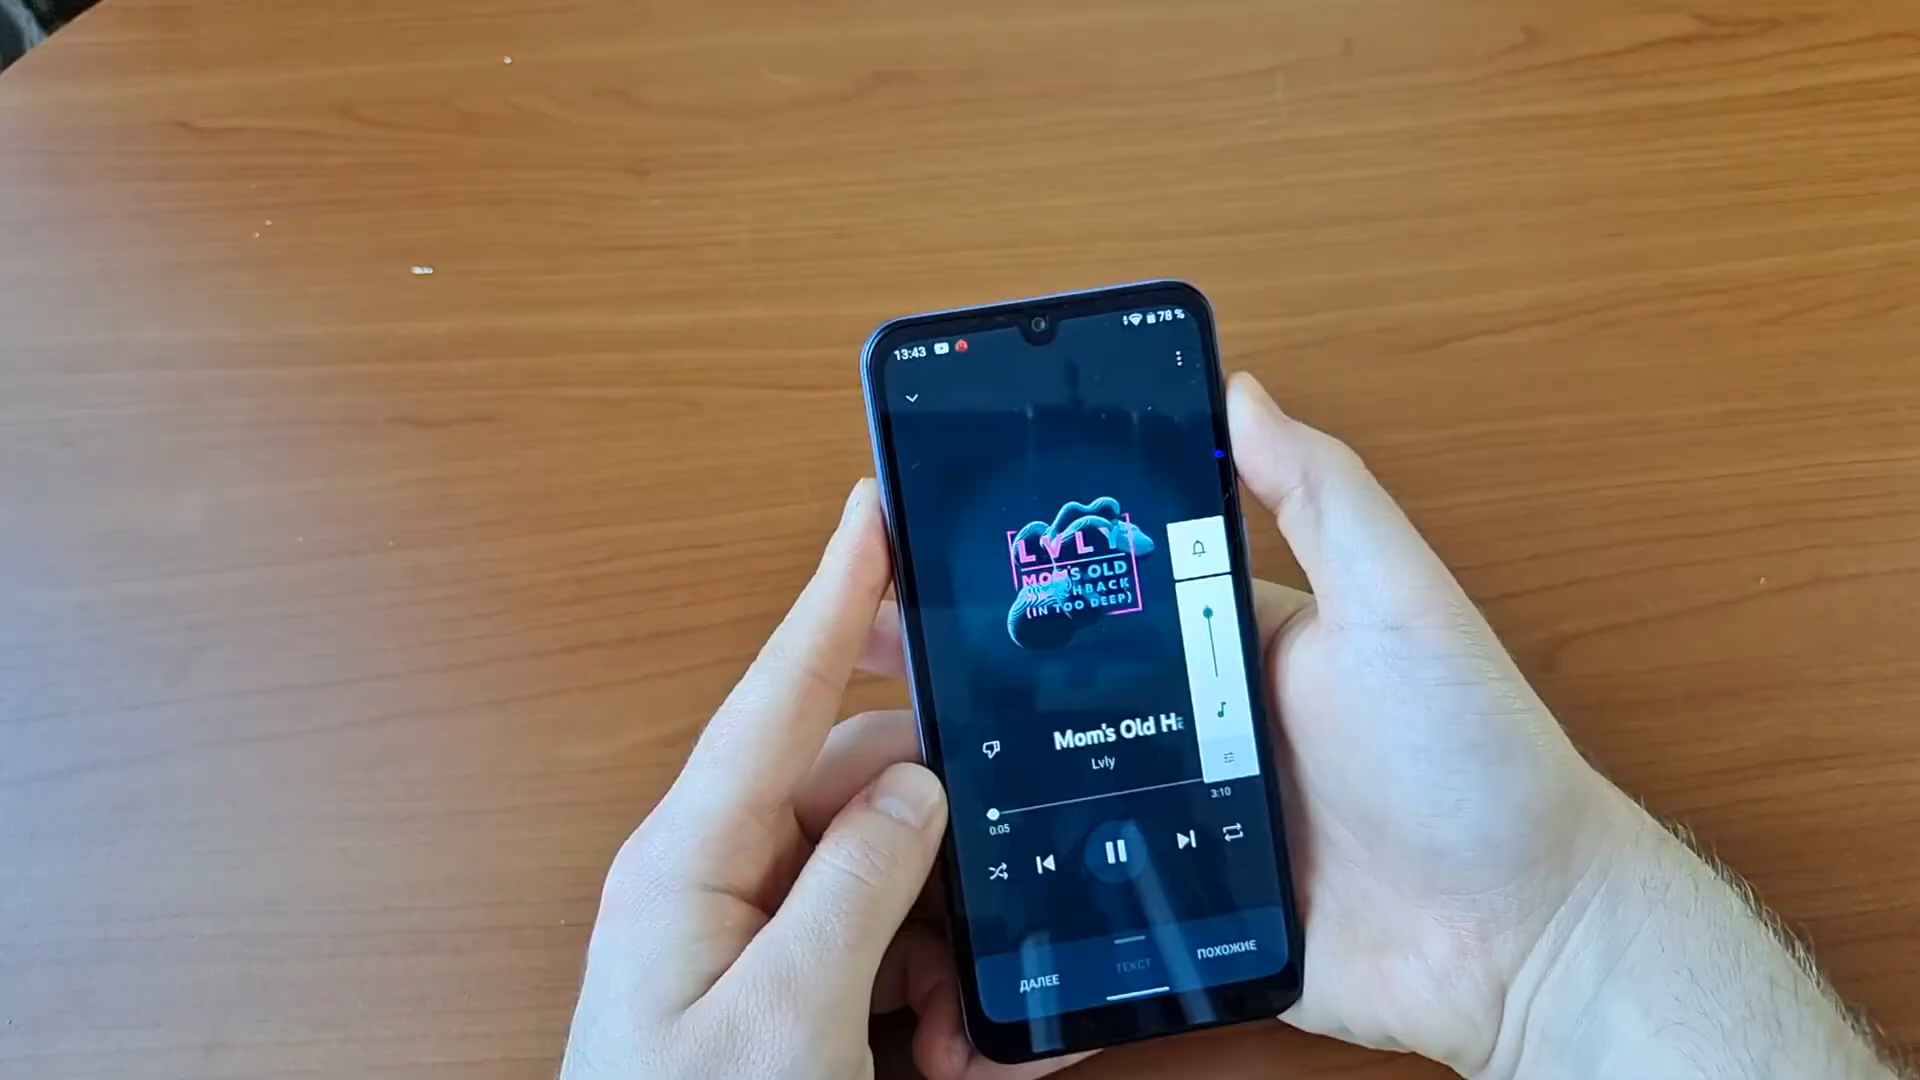 13:43
78 %
LVLY
MOM'S OLD
HBACK
(IN TOO DEEP)
Mom's Old Ha
Lvly
0:05
3:10
ДАЛЕЕ
ТЕКСТ
ПОХОЖИЕ